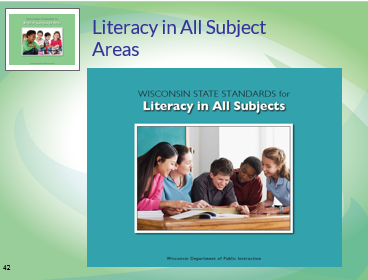 Literacy in All Subject
Areas
WISCONSIN STATE STANDARDS for
Literacy in All Subjects
Wisconsin Department of Public Instruction
42